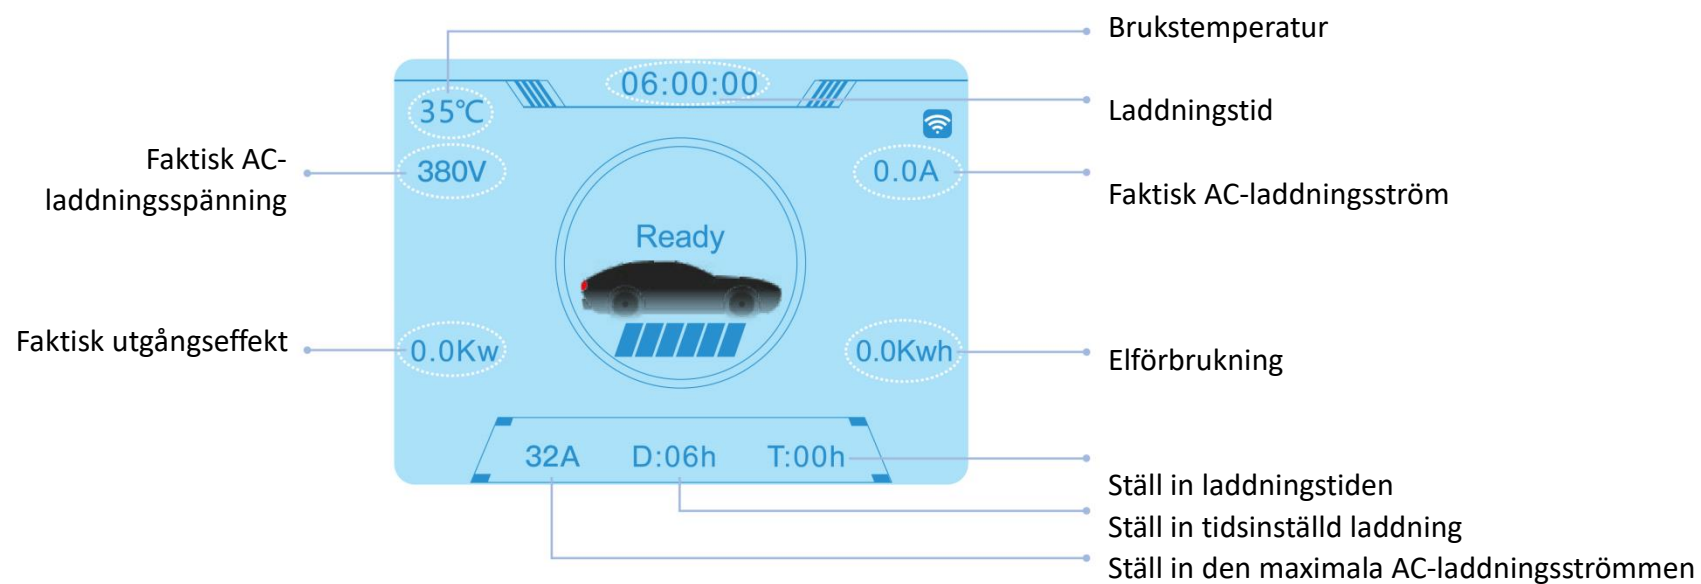 Brukstemperatur
06:00:00
35°C
Laddningstid
Faktisk AC-
laddningsspänning
380V
0.0A
Faktisk AC-laddningsström
Ready
Faktisk utgångseffekt
0.0Kw
0.0Kwh
Elförbrukning
32A D:06h T:00h
Ställ in laddningstiden
Ställ in tidsinställd laddning
Ställ in den maximala AC-laddningsströmmen